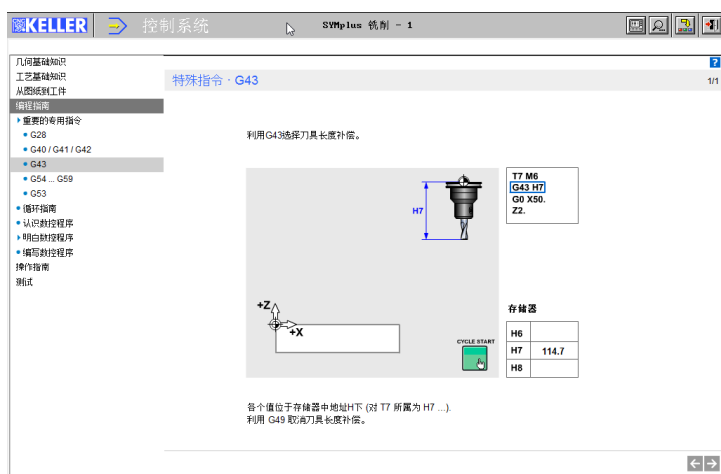 KELLER
控制系统
SYMplus 铣削 - 1
几何基础知识
工艺基础知识
从图纸到工件
编程指南
重要的专用指令
G28
G40 / G41 / G42
G43
G54 ... G59
G53
循环指南
认识数控程序
明白数控程序
编写数控程序
操作指南
测试
?
特殊指令 · G43
1/1
利用G43选择刀具长度补偿。
H7
T7 M6
G43 H7
G0 X50.
Z2.
+Z
+X
CYCLE START
存储器
H6
H7 114.7
H8
各个值位于存储器中地址H下 (对 T7 所属为 H7 ...).
利用 G49 取消刀具长度补偿。